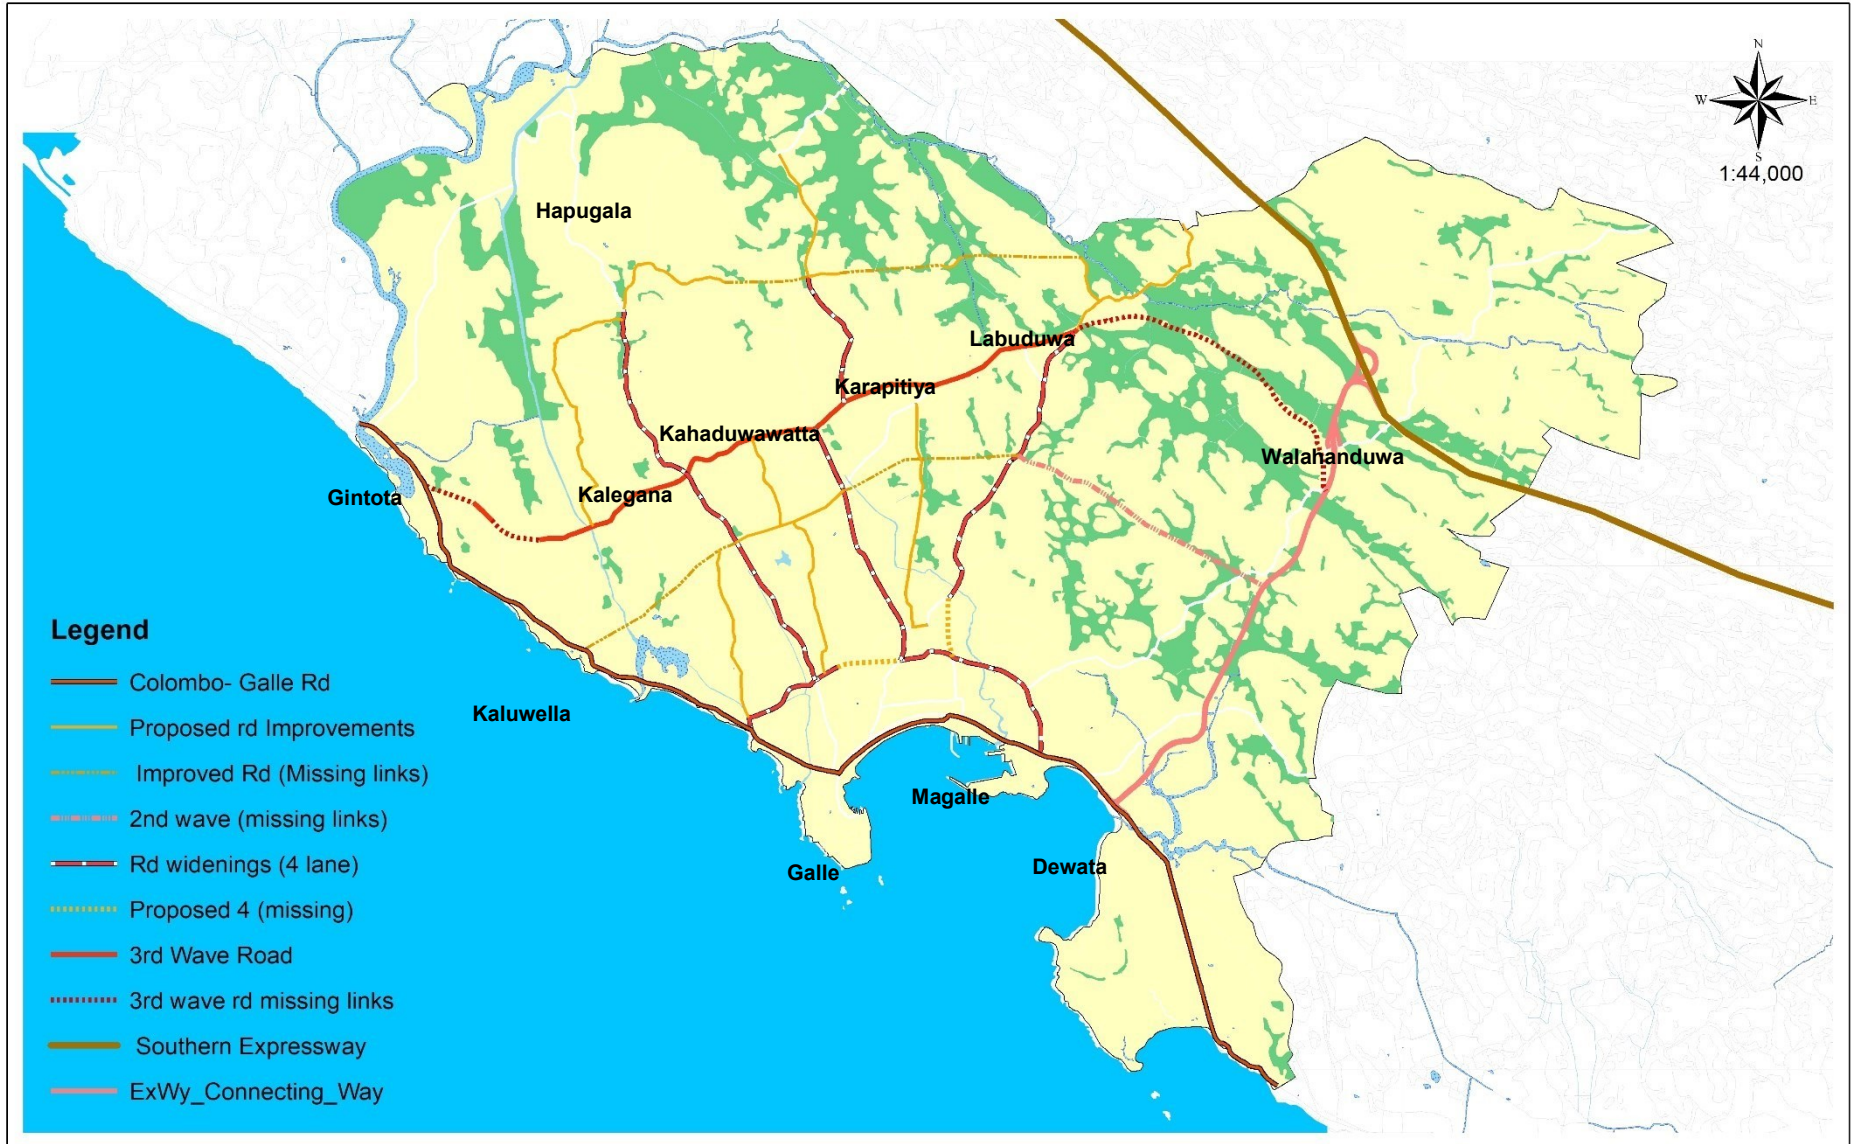 N
W
E
S
1:44,000
Hapugala
Labuduwa
Karapitiya
Kahaduwawatta
Walahanduwa
Kalegana
Gintota
Kaluwella
Magalle
Galle
Dewata
Legend
Colombo- Galle Rd
Proposed rd Improvements
Improved Rd (Missing links)
2nd wave (missing links)
Rd widenings (4 lane)
Proposed 4 (missing)
3rd Wave Road
3rd wave rd missing links
Southern Expressway
ExWy_Connecting_Way